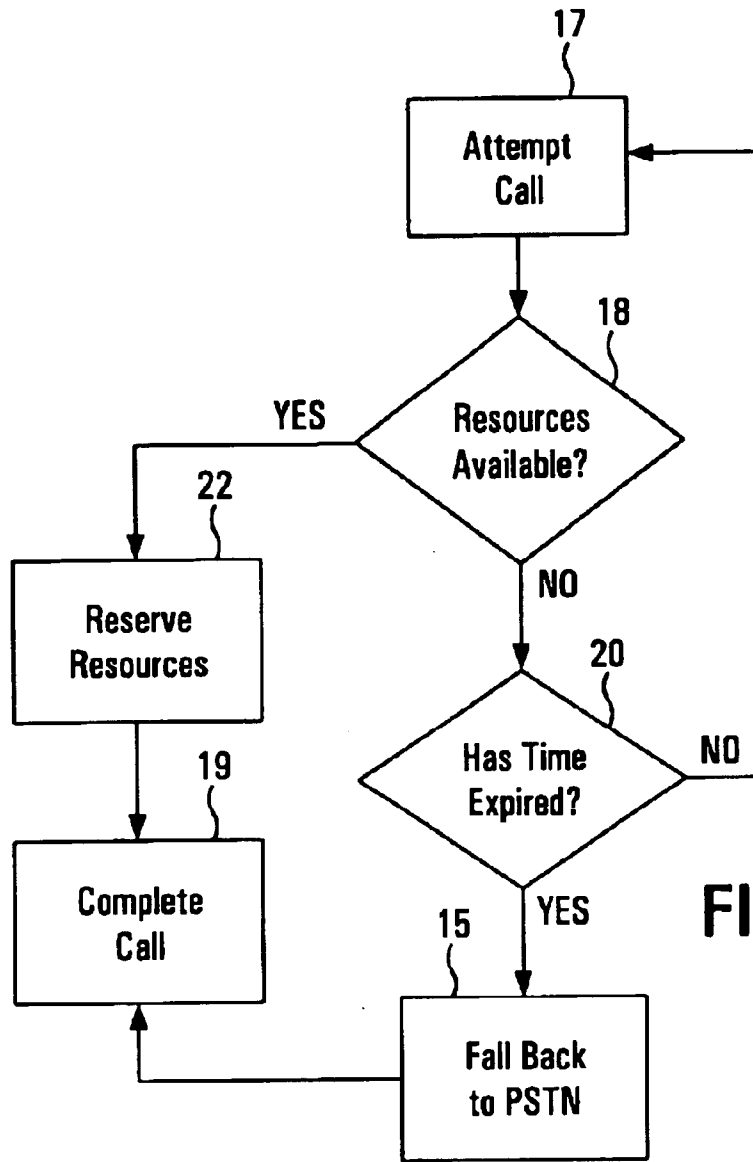 17
Attempt
Call
18
YES
Resources
Available?
22
NO
Reserve
Resources
20
19
Has Time
Expired?
NO
Complete
Call
YES
15
FI
Fall Back
to PSTN